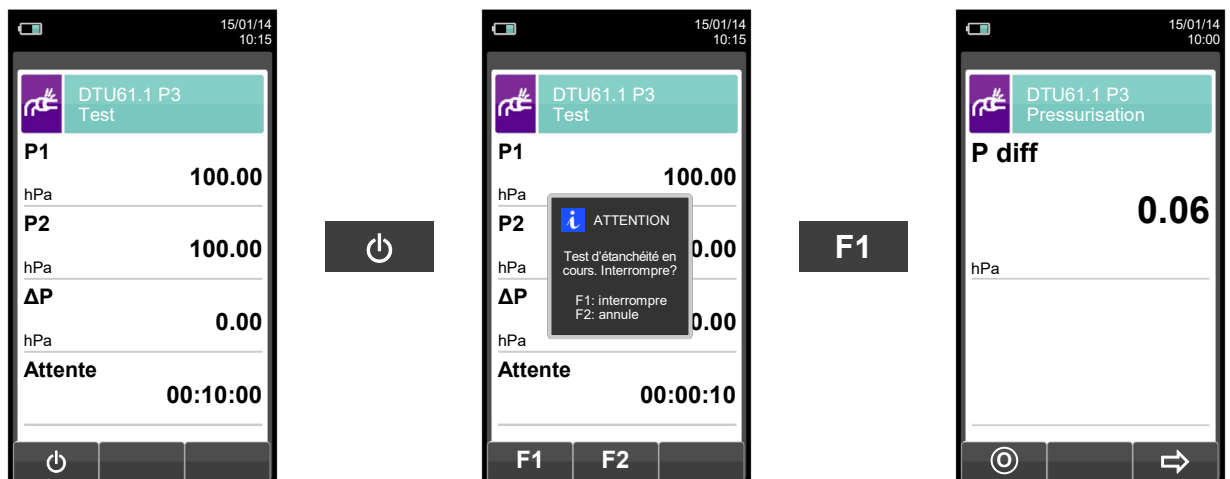 15/01/14
10:15
DTU61.1 P3
Test
P1
100.00
hPa
P2
100.00
hPa
ΔP
0.00
hPa
Attente
00:10:00
15/01/14
10:15
DTU61.1 P3
Test
P1
100.00
hPa
P2
0.00
hPa
ΔP
0.00
hPa
Attente
00:00:10
i ATTENTION
Test d'étanchéité en
cours. Interrompre?
F1: interrompre
F2: annule
F1 F2
F1
15/01/14
10:00
DTU61.1 P3
Pressurisation
P diff
0.06
hPa